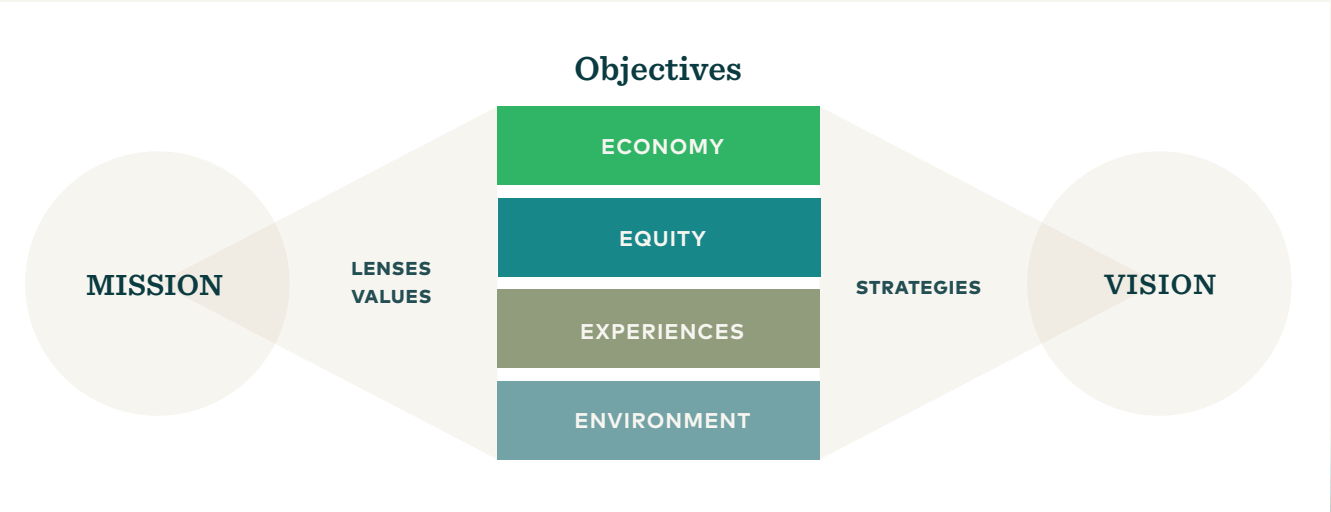 Objectives
ECONOMY
EQUITY
EXPERIENCES
ENVIRONMENT
MISSION
LENSES
VALUES
STRATEGIES
VISION